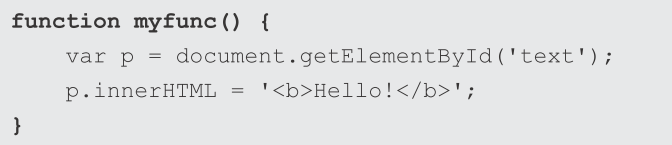 function myfunc() {
    var p = document.getElementById('text');
    p.innerHTML = '<b>Hello!</b>';
}